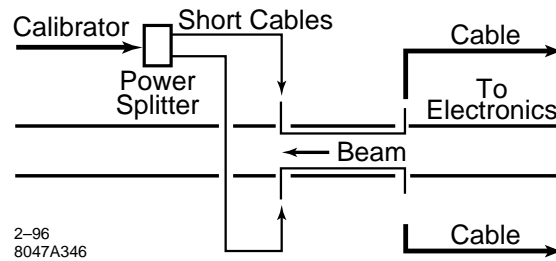 Calibrator
Short Cables
Cable
Power
Splitter
To
Electronics
Beam
2–96
8047A346
Cable